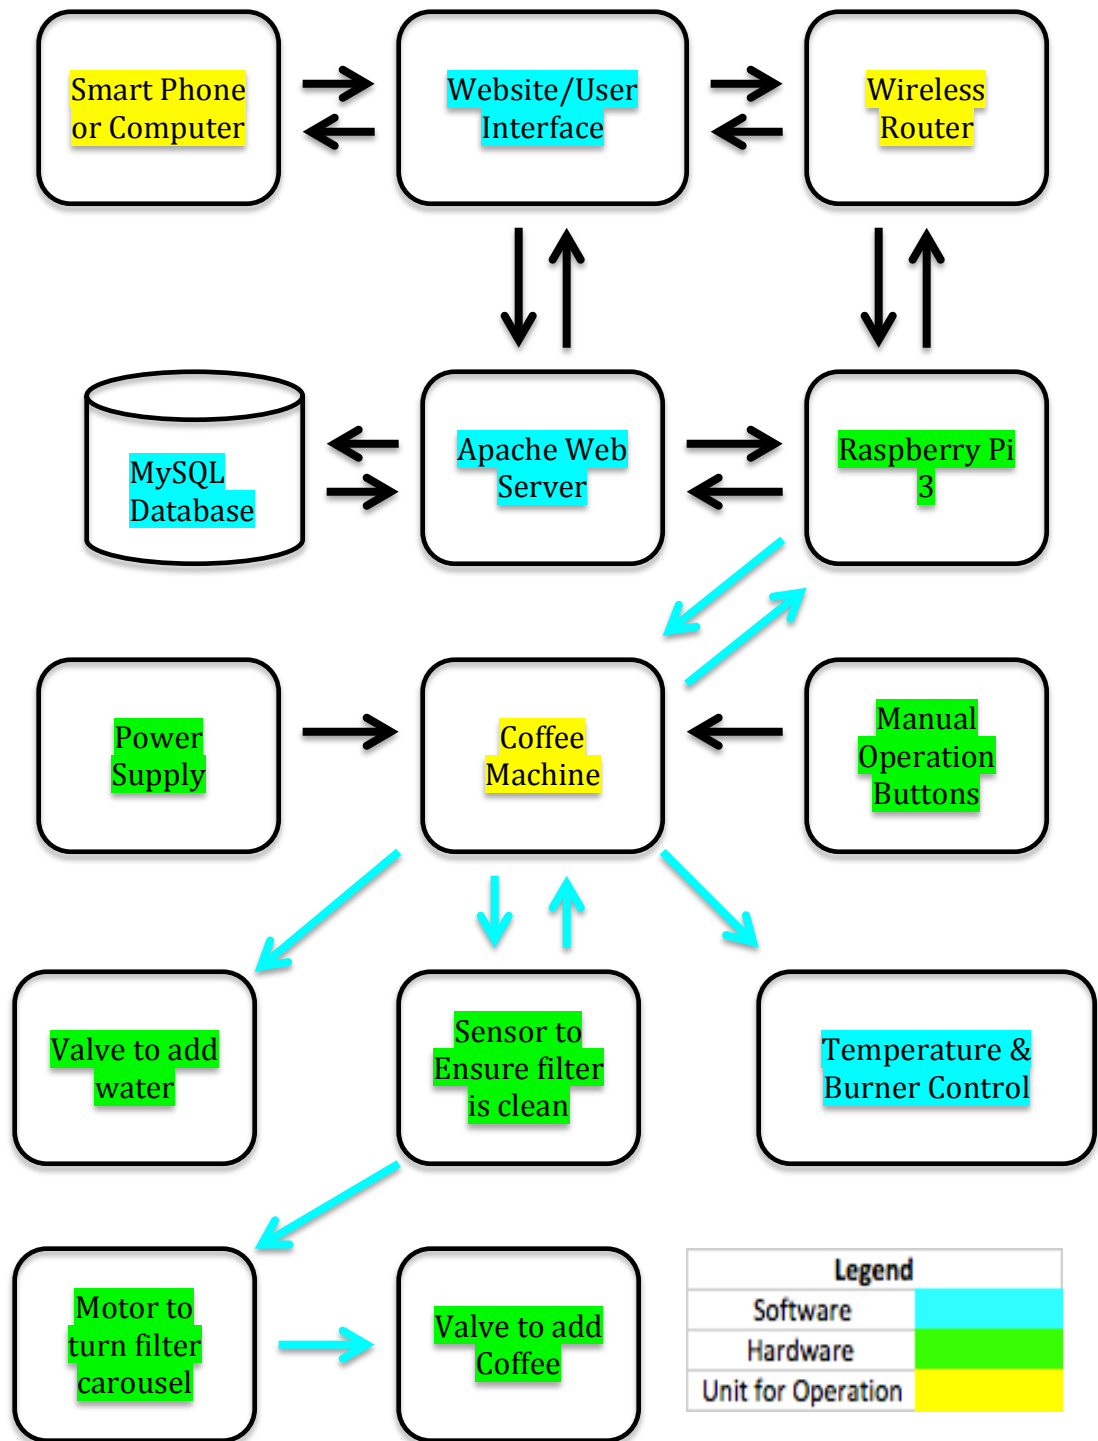 Smart Phone
or Computer
Website/User
Interface
Wireless
Router
MySQL
Database
Apache Web
Server
Raspberry Pi
3
Power
Supply
Coffee
Machine
Manual
Operation
Buttons
Valve to add
water
Sensor to
Ensure filter
is clean
Temperature &
Burner Control
Motor to
turn filter
carousel
Valve to add
Coffee
Legend
Software
Hardware
Unit for Operation